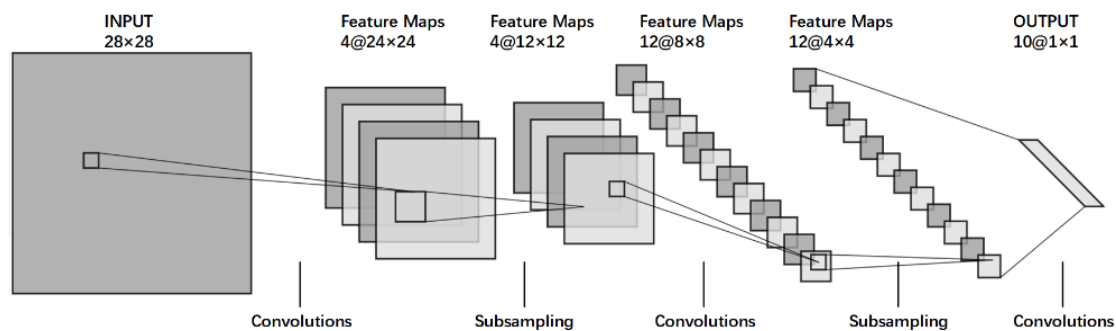 INPUT
28×28
Feature Maps
4@24×24
Feature Maps
4@12×12
Feature Maps
12@8×8
Feature Maps
12@4×4
OUTPUT
10@1×1
Convolutions
Subsampling
Convolutions
Subsampling
Convolutions